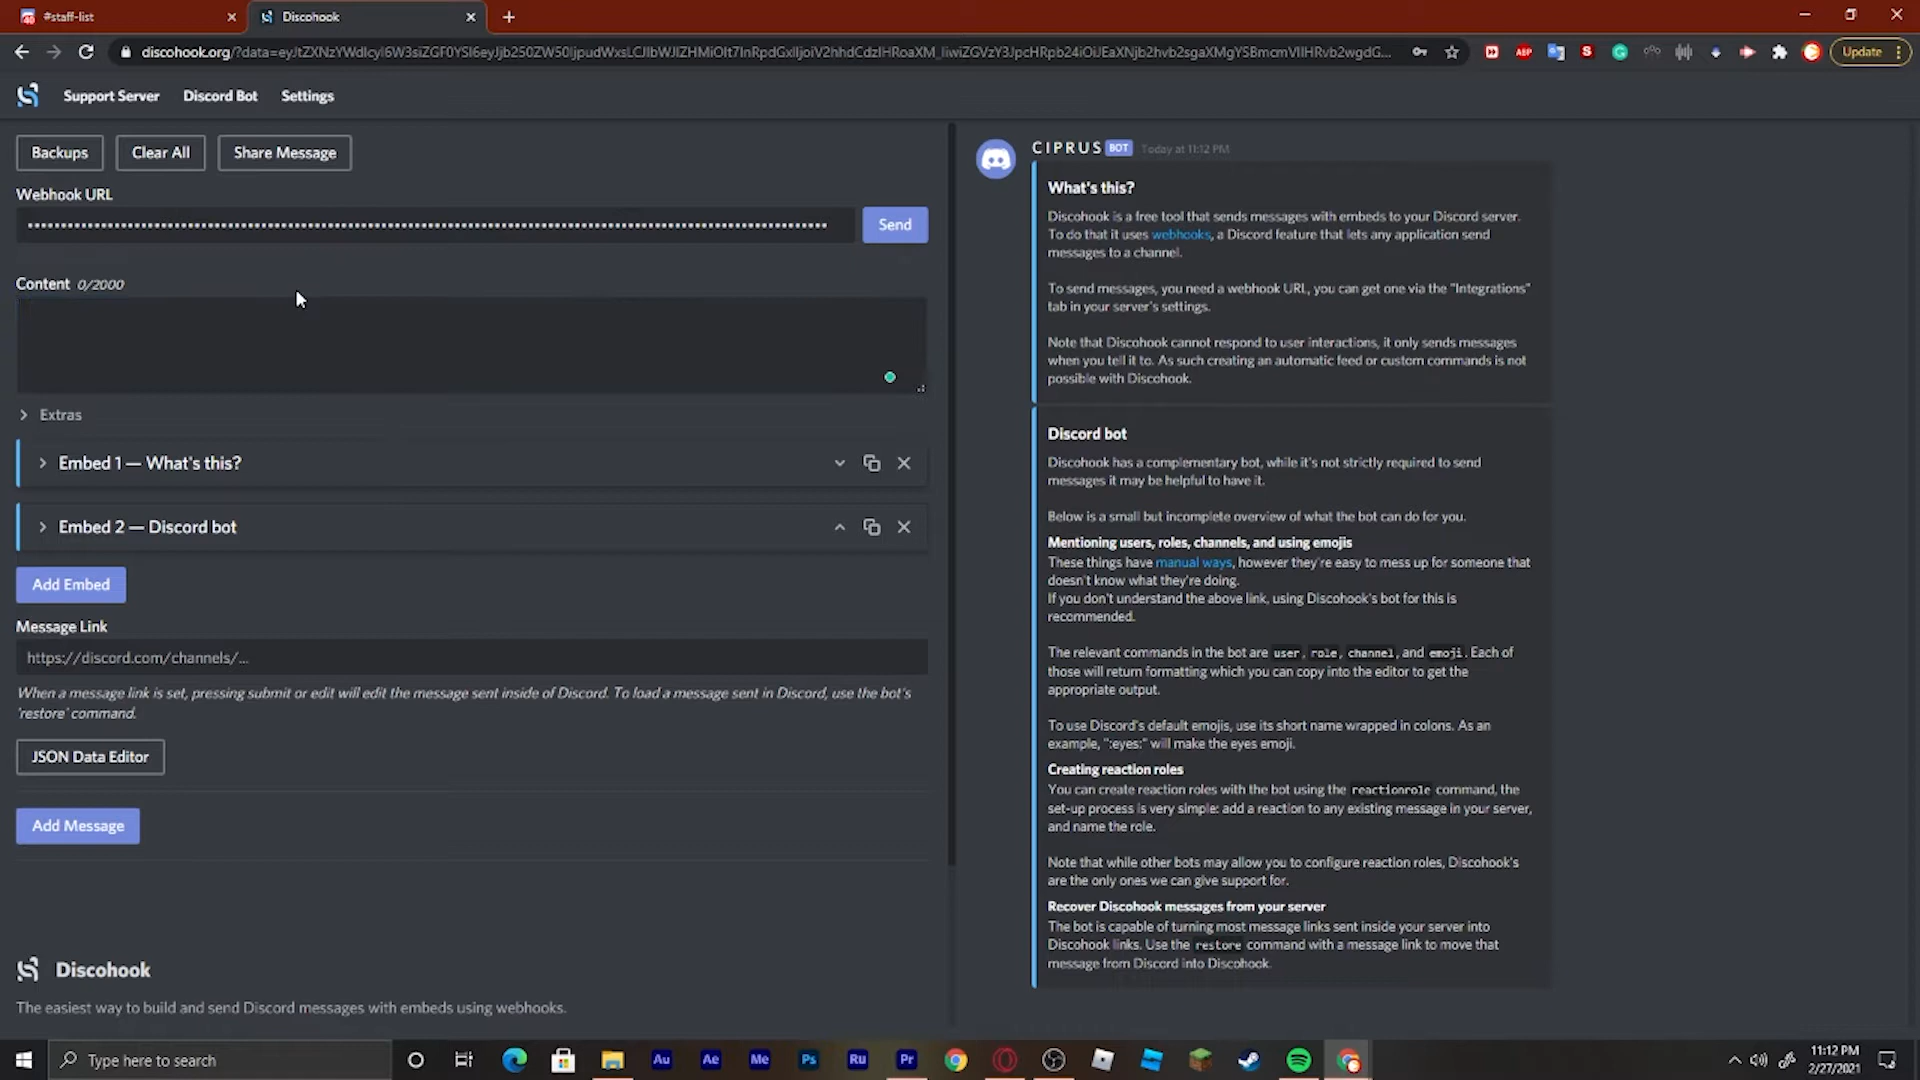 #staff-list
Discohook
Update
Support Server
Discord Bot
Settings
Backups
Clear All
Share Message
Webhook URL
Send
Content 0/2000
Extras
Embed 1 — What's this?
Embed 2 — Discord bot
Add Embed
Message Link
https://discord.com/channels/...
When a message link is set, pressing submit or edit will edit the message sent inside of Discord. To load a message sent in Discord, use the bot's
'restore' command.
JSON Data Editor
Add Message
Discohook
The easiest way to build and send Discord messages with embeds using webhooks.
CIPRUS BOT Today at 11:12 PM
What's this?
Discohook is a free tool that sends messages with embeds to your Discord server.
To do that it uses webhooks, a Discord feature that lets any application send
messages to a channel.
To send messages, you need a webhook URL, you can get one via the "Integrations"
tab in your server's settings.
Note that Discohook cannot respond to user interactions, it only sends messages
when you tell it to. As such creating an automatic feed or custom commands is not
possible with Discohook.
Discord bot
Discohook has a complementary bot, while it's not strictly required to send
messages it may be helpful to have it.
Below is a small but incomplete overview of what the bot can do for you.
Mentioning users, roles, channels, and using emojis
These things have manual ways, however they're easy to mess up for someone that
doesn't know what they're doing.
If you don't understand the above link, using Discohook's bot for this is
recommended.
The relevant commands in the bot are user, role, channel, and emoji. Each of
those will return formatting which you can copy into the editor to get the
appropriate output.
To use Discord's default emojis, use its short name wrapped in colons. As an
example, ":eyes:" will make the eyes emoji.
Creating reaction roles
You can create reaction roles with the bot using the reactionrole command, the
set-up process is very simple: add a reaction to any existing message in your server,
and name the role.
Note that while other bots may allow you to configure reaction roles, Discohook's
are the only ones we can give support for.
Recover Discohook messages from your server
The bot is capable of turning most message links sent inside your server into
Discohook links. Use the restore command with a message link to move that
message from Discord into Discohook.
Type here to search
Au
Ae
Me
Ps
Ru
Pr
11:12 PM
2/27/2021